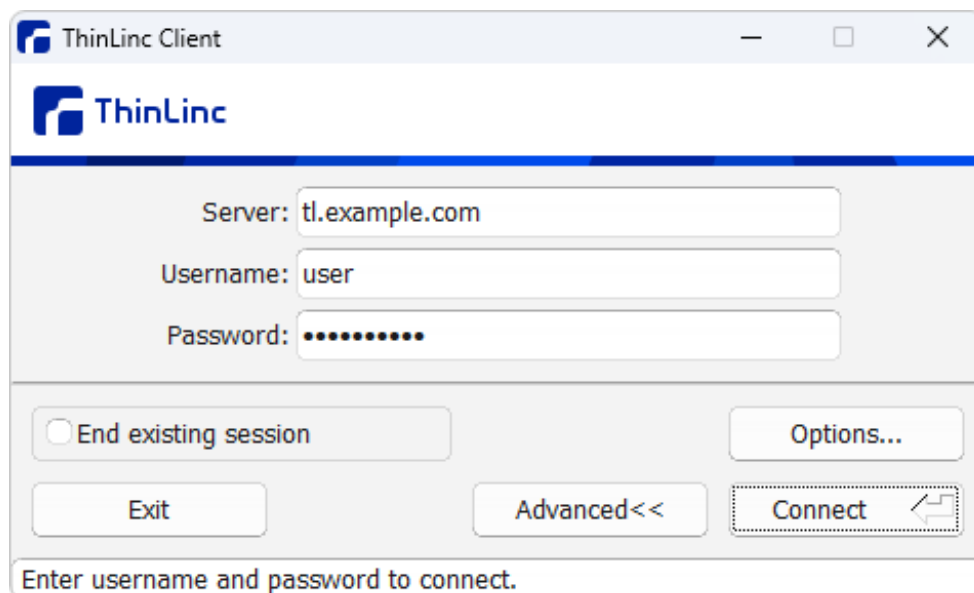 ThinLinc Client
ThinLinc
Server: tl.example.com
Username: user
Password: ••••••••••
End existing session
Options...
Exit
Advanced<<
Connect
Enter username and password to connect.